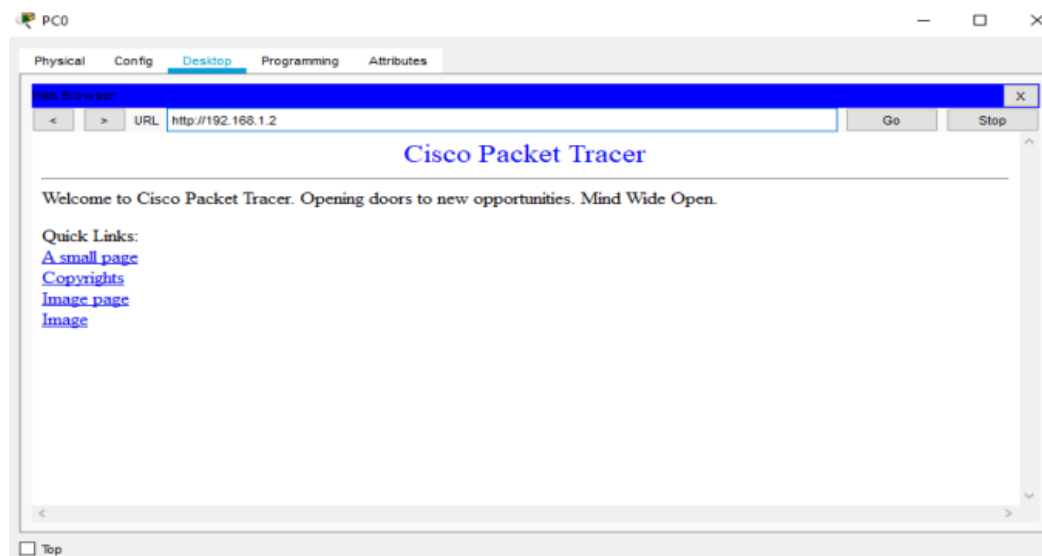 PC0
Physical Config Desktop Programming Attributes
Web Browser X
< > URL http://192.168.1.2 Go Stop
Cisco Packet Tracer
Welcome to Cisco Packet Tracer. Opening doors to new opportunities. Mind Wide Open.
Quick Links:
A small page
Copyrights
Image page
Image
Top